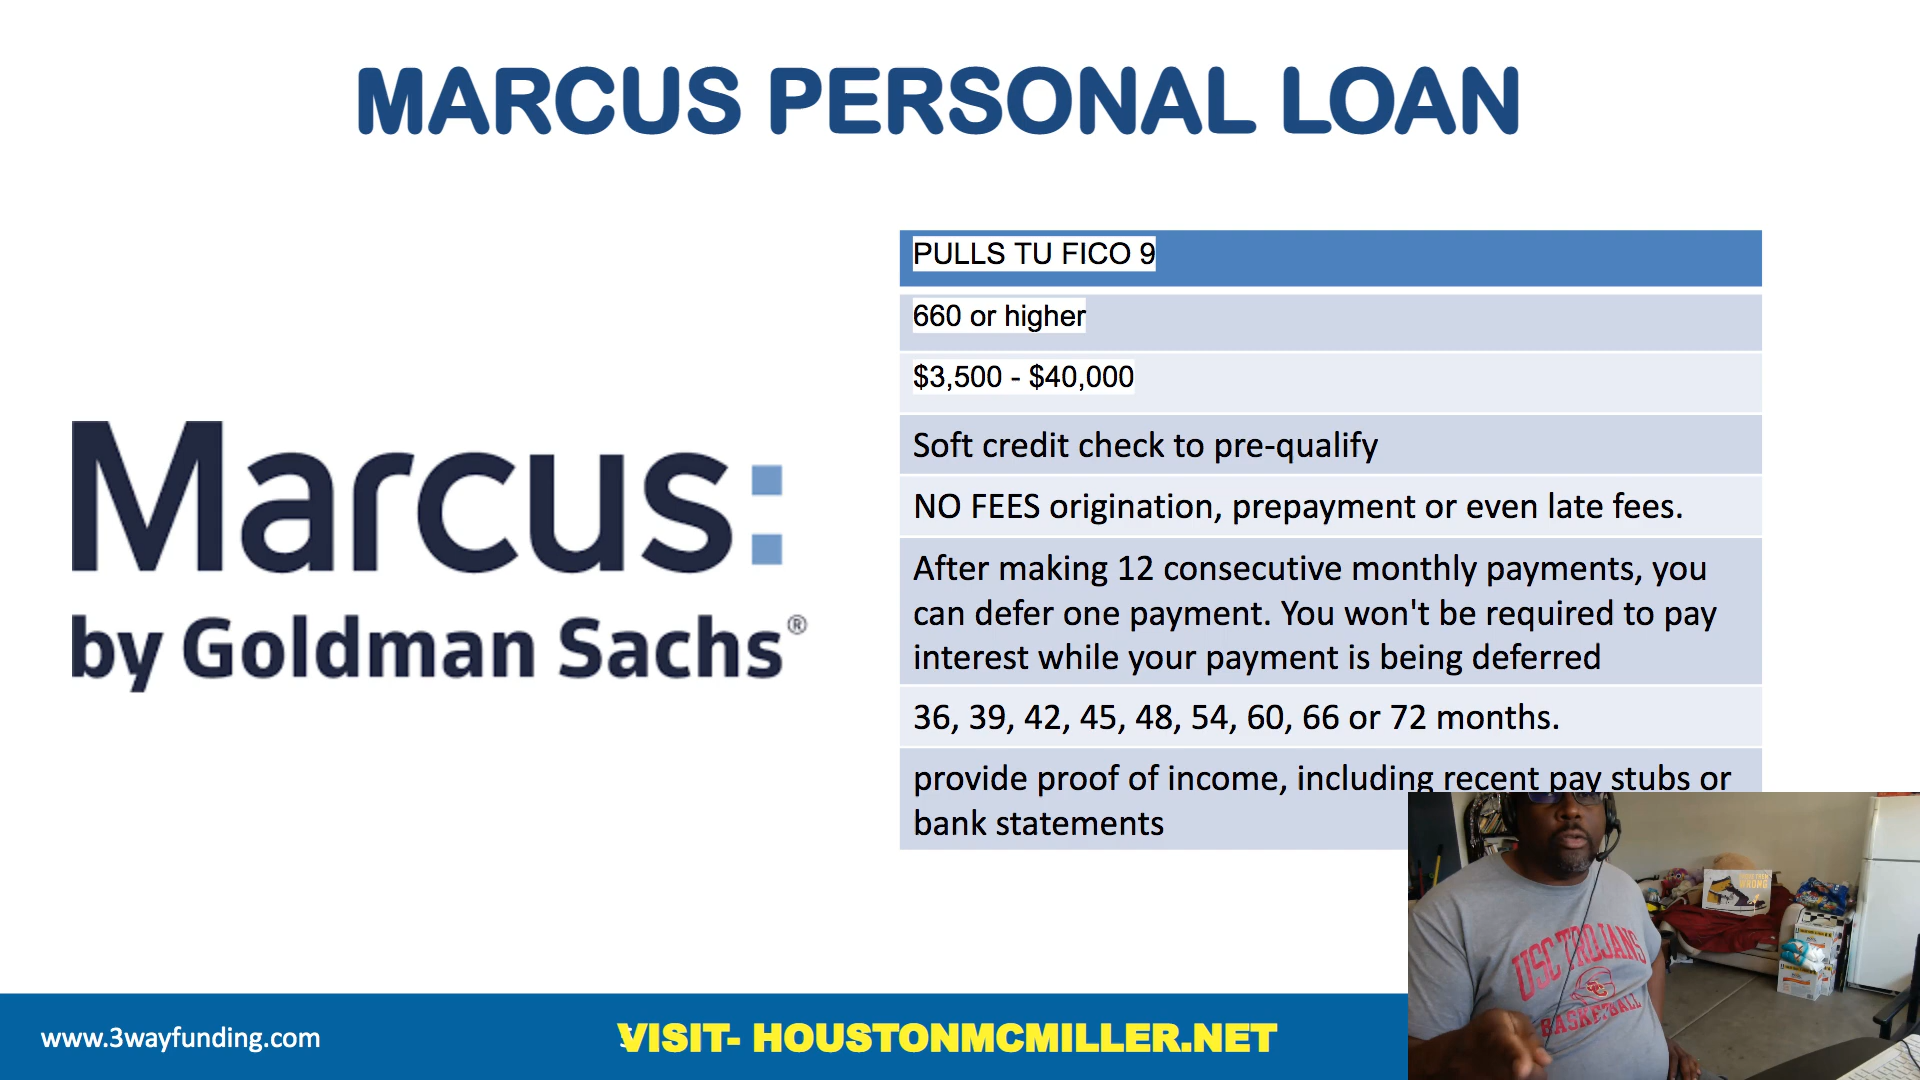 MARCUS PERSONAL LOAN
Marcus:
by Goldman Sachs®
PULLS TU FICO 9
660 or higher
$3,500 - $40,000
Soft credit check to pre-qualify
NO FEES origination, prepayment or even late fees.
After making 12 consecutive monthly payments, you
can defer one payment. You won't be required to pay
interest while your payment is being deferred
36, 39, 42, 45, 48, 54, 60, 66 or 72 months.
provide proof of income, including recent pay stubs or
bank statements
USC TROJANS
SC
BASKETBALL
www.3wayfunding.com
VISIT- HOUSTONMCMILLER.NET